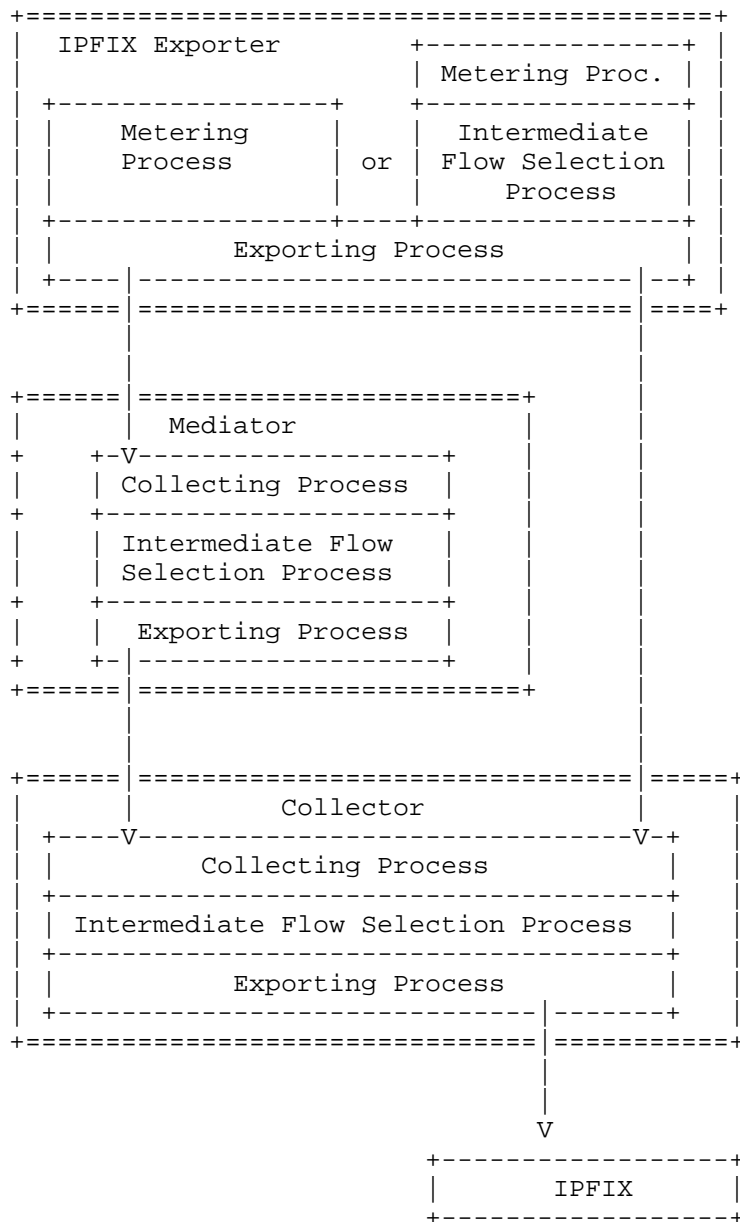 IPFIX Exporter
Metering Proc.
Metering Intermediate
Process or Flow Selection
Process
Exporting Process
Mediator
Collecting Process
Intermediate Flow
Selection Process
Exporting Process
Collector
Collecting Process
Intermediate Flow Selection Process
Exporting Process
IPFIX